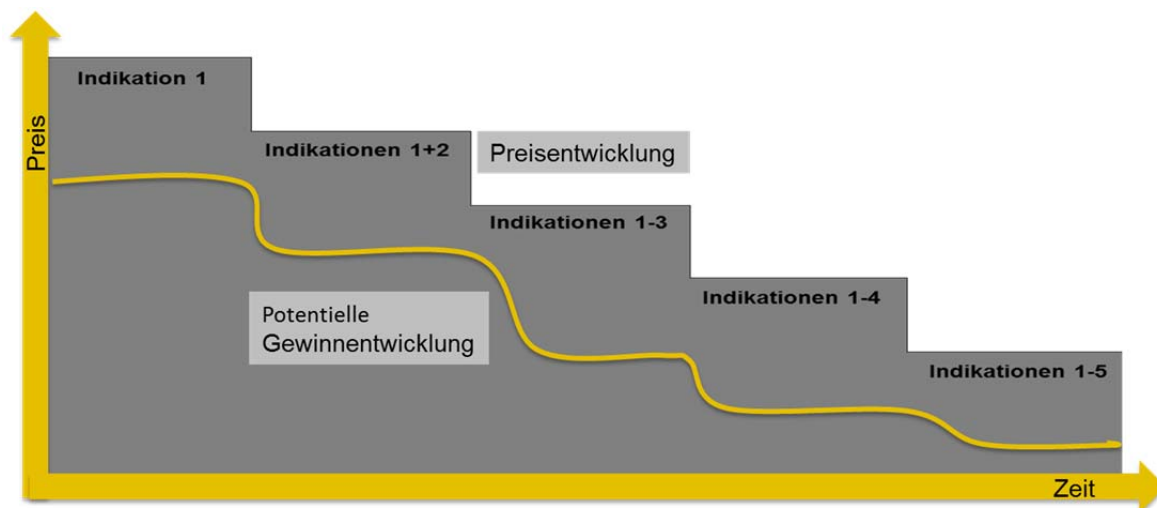 Preis
Indikation 1
Indikationen 1+2
Preisentwicklung
Indikationen 1-3
Indikationen 1-4
Potentielle
Gewinnentwicklung
Indikationen 1-5
Zeit